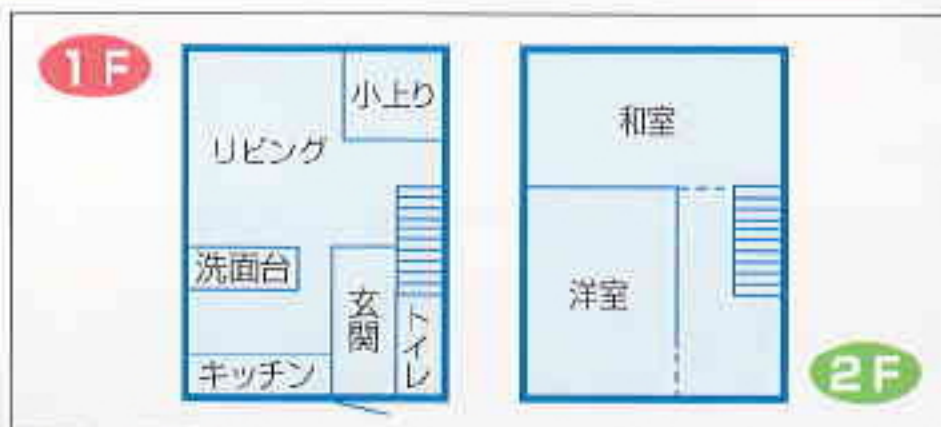 1F
小上り
リビング
洗面台
玄関
トイレ
キッチン
和室
洋室
2F